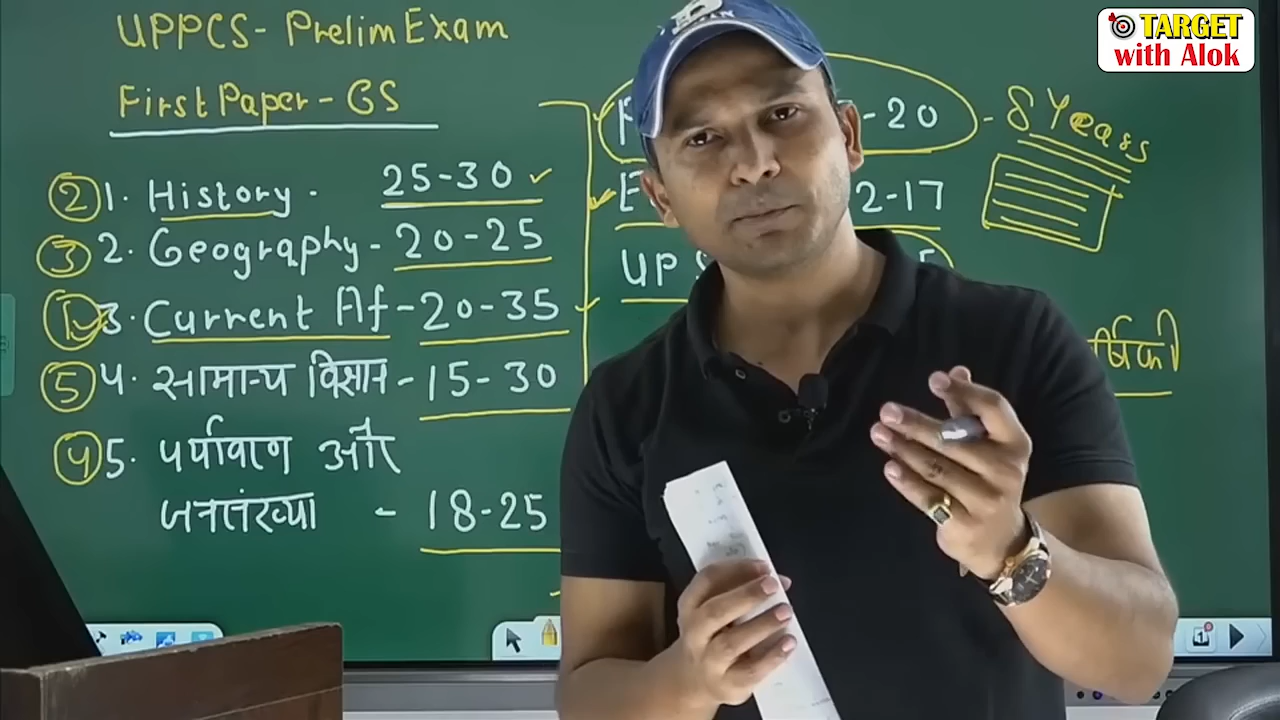 TARGET
with Alok
UPPCS - Prelim Exam
First Paper - GS
② 1. History - 25-30
③ 2. Geography - 20-25
① 3. Current Af - 20-35
⑤ 4. सामान्य विज्ञान - 15-30
④ 5. पर्यावरण और
जनसंख्या - 18-25
-20 - 8 Years
2-17
UP